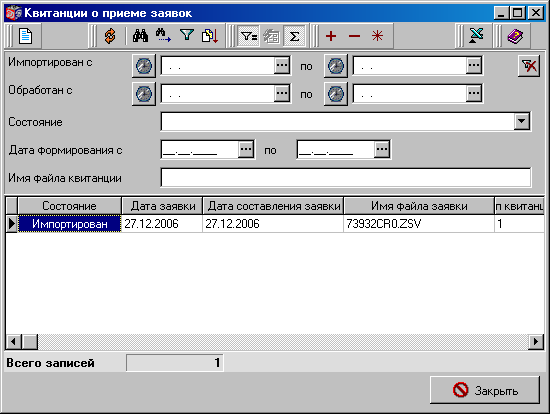 Квитанции о приеме заявок
Импортирован с . . ... по . . ...
Обработан с . . ... по . . ...
Состояние
Дата формирования с __.__.____ ... по __.__.____ ...
Имя файла квитанции
Состояние Дата заявки Дата составления заявки Имя Файла заявки п квитанц
Импортирован 27.12.2006 27.12.2006 73932CR0.ZSV 1
Всего записей 1
Закрыть